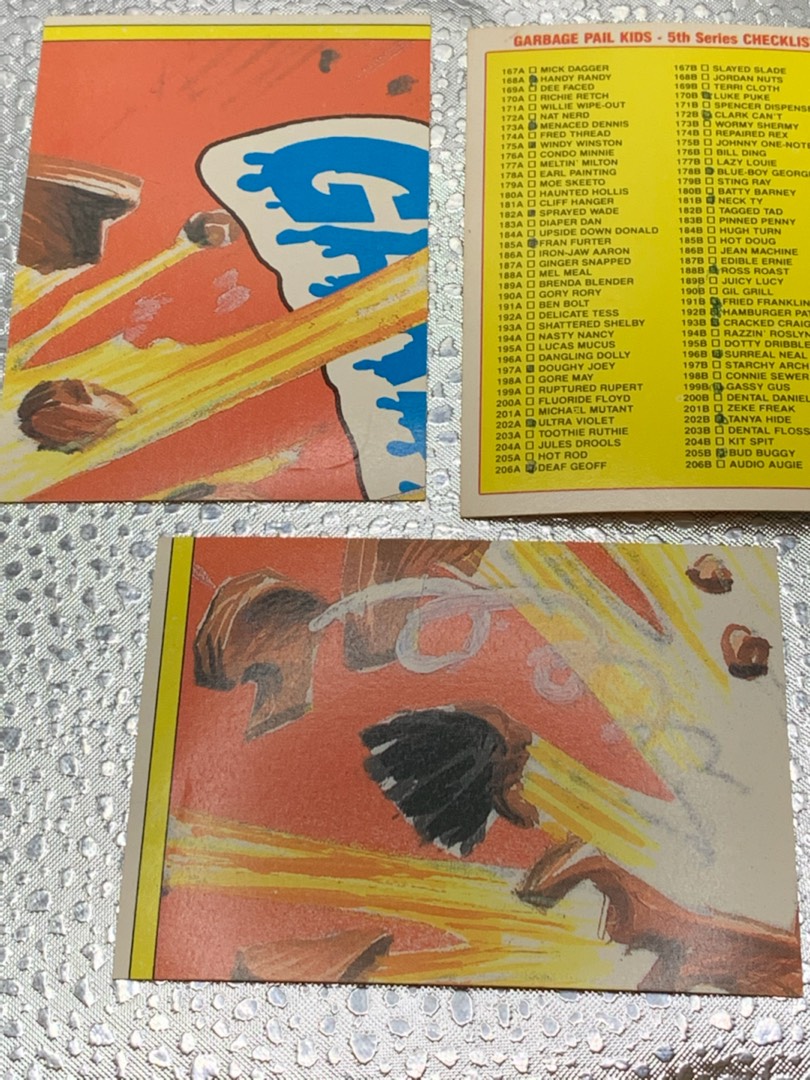 GARBAGE PAIL KIDS - 5th Series CHECKLIS
167A MICK DAGGER
168A HANDY RANDY
169A DEE FACED
170A RICHIE RETCH
171A WILLIE WIPE-OUT
172A NAT NERD
173A MENACED DENNIS
174A FRED THREAD
175A WINDY WINSTON
176A CONDO MINNIE
177A MELTIN' MILTON
178A EARL PAINTING
179A MOE SKEETO
180A HAUNTED HOLLIS
181A CLIFF HANGER
182A SPRAYED WADE
183A DIAPER DAN
184A UPSIDE DOWN DONALD
185A FRAN FURTER
186A IRON-JAW AARON
187A GINGER SNAPPED
188A MEL MEAL
189A BRENDA BLENDER
190A GORY RORY
191A BEN BOLT
192A DELICATE TESS
193A SHATTERED SHELBY
194A NASTY NANCY
195A LUCAS MUCUS
196A DANGLING DOLLY
197A DOUGHY JOEY
198A GORE MAY
199A RUPTURED RUPERT
200A FLUORIDE FLOYD
201A MICHAEL MUTANT
202A ULTRA VIOLET
203A TOOTHIE RUTHIE
204A JULES DROOLS
205A HOT ROD
206A DEAF GEOFF
167B SLAYED SLADE
168B JORDAN NUTS
169B TERRI CLOTH
170B LUKE PUKE
171B SPENCER DISPENSE
172B CLARK CAN'T
173B WORMY SHERMY
174B REPAIRED REX
175B JOHNNY ONE-NOTE
176B BILL DING
177B LAZY LOUIE
178B BLUE-BOY GEORG
179B STING RAY
180B BATTY BARNEY
181B NECK TY
182B TAGGED TAD
183B PINNED PENNY
184B HUGH TURN
185B HOT DOUG
186B JEAN MACHINE
187B EDIBLE ERNIE
188B ROSS ROAST
189B JUICY LUCY
190B GIL GRILL
191B FRIED FRANKLIN
192B HAMBURGER PA
193B CRACKED CRAIG
194B RAZZIN' ROSLYN
195B DOTTY DRIBBLE
196B SURREAL NEAL
197B STARCHY ARCH
198B CONNIE SEWER
199B GASSY GUS
200B DENTAL DANIEL
201B ZEKE FREAK
202B TANYA HIDE
203B DENTAL FLOSS
204B KIT SPIT
205B BUD BUGGY
206B AUDIO AUGIE